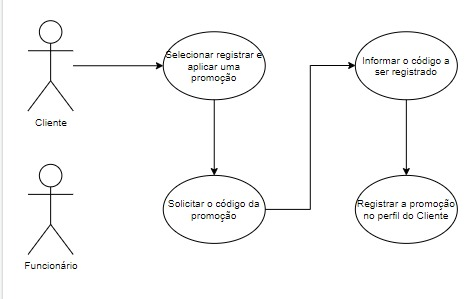 Selecionar registrar e
aplicar uma
promoção
Informar o código a
ser registrado
Cliente
Solicitar o código da
promoção
Registrar a promoção
no perfil do Cliente
Funcionário